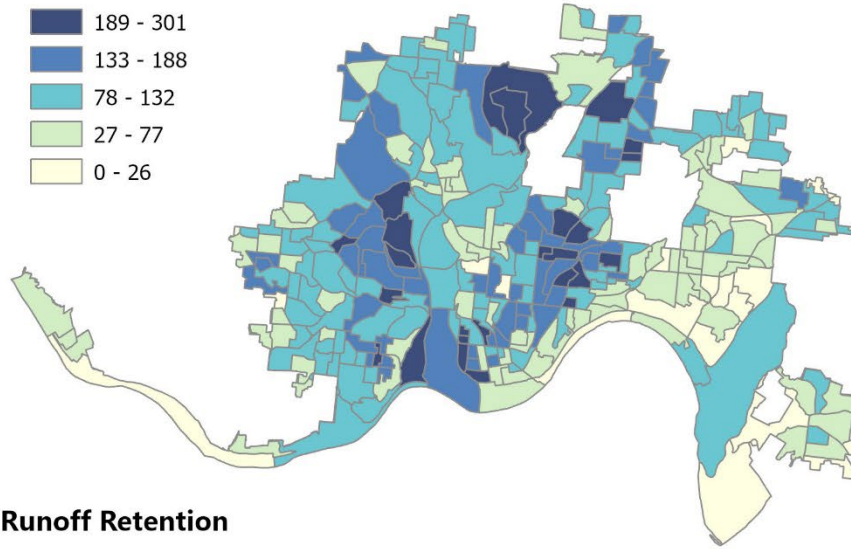 189 - 301
133 - 188
78 - 132
27 - 77
0 - 26
Runoff Retention